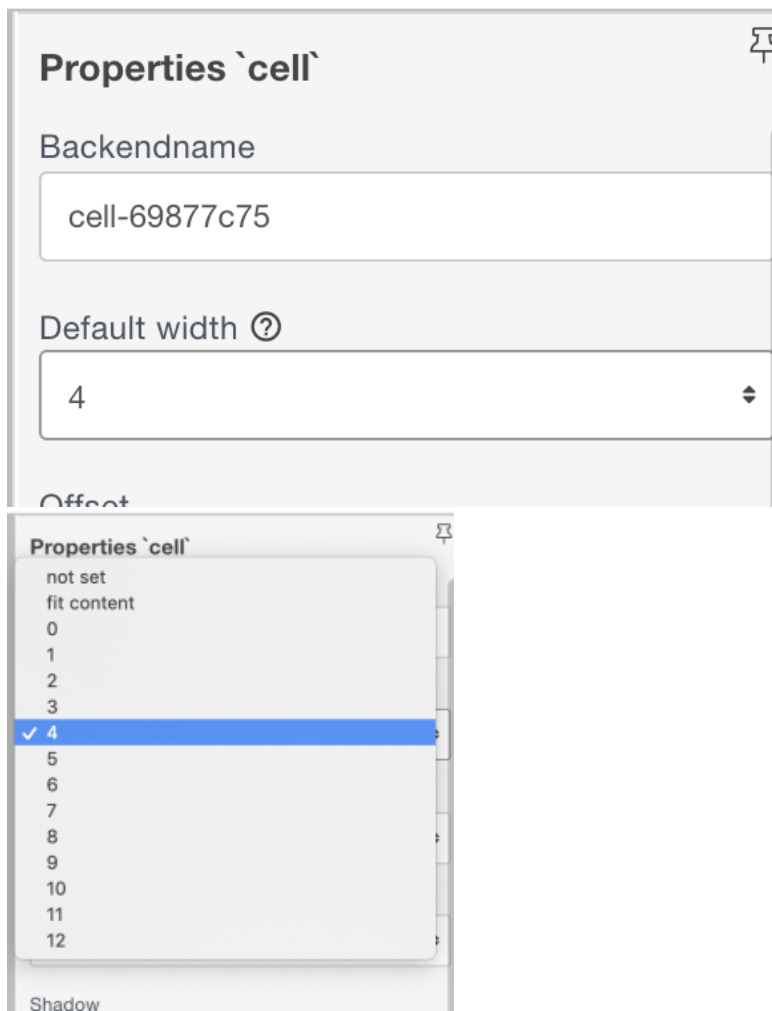 Properties `cell`
Backendname
cell-69877c75
Default width ?
4
Offset
Properties `cell`
not set
fit content
0
1
2
3
✓ 4
5
6
7
8
9
10
11
12
Shadow